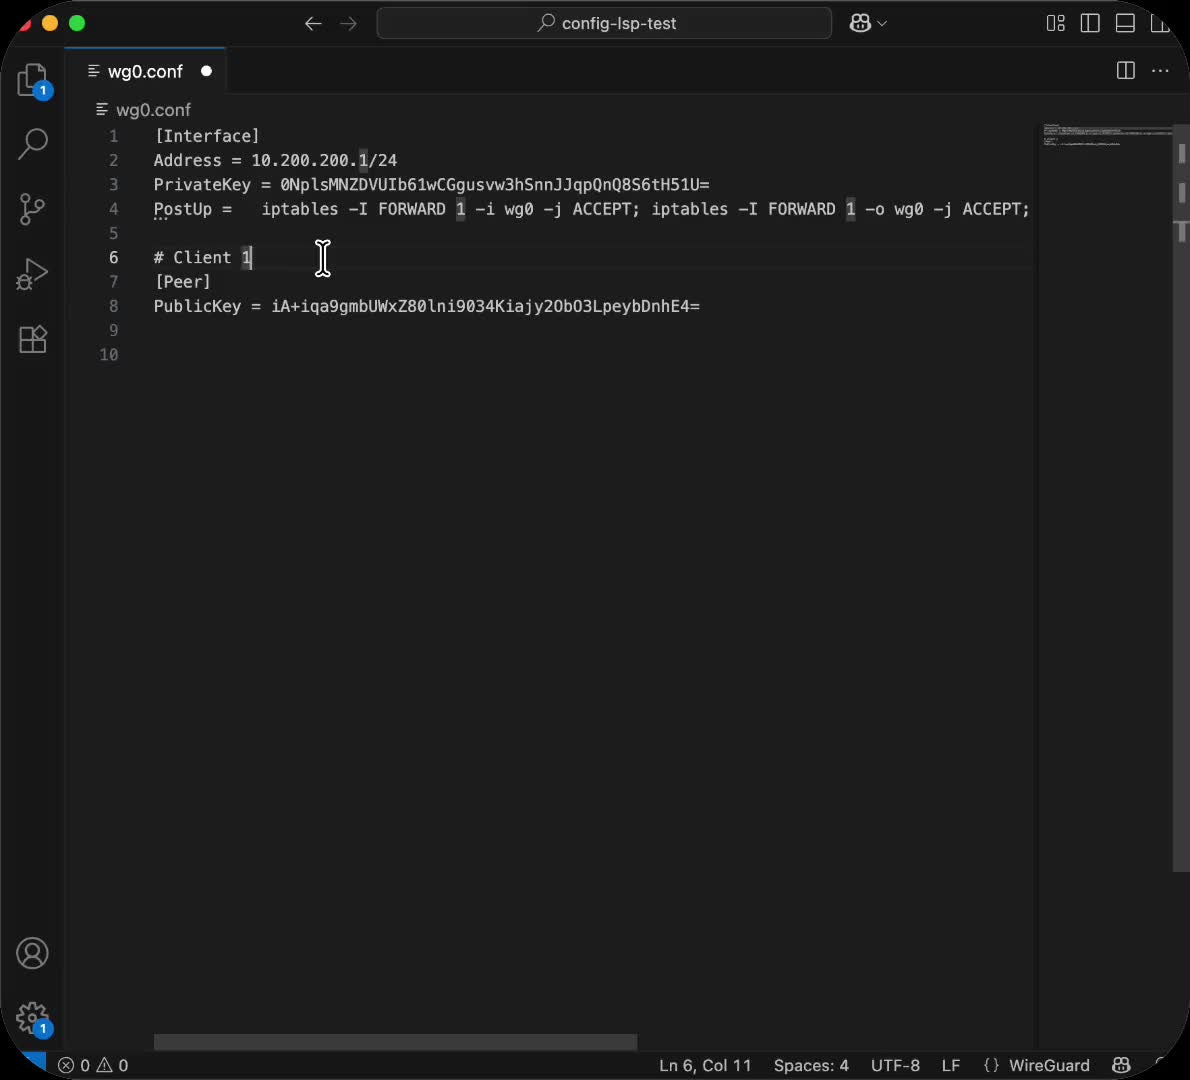 config-lsp-test
wg0.conf
1
wg0.conf
1 [Interface]
2 Address = 10.200.200.1/24
3 PrivateKey = 0NplsMNZDVUIb61wCGgusvw3hSnnJJqpQnQ8S6tH51U=
4 PostUp =   iptables -I FORWARD 1 -i wg0 -j ACCEPT; iptables -I FORWARD 1 -o wg0 -j ACCEPT;
5
6 # Client 1
7 [Peer]
8 PublicKey = iA+iqa9gmbUWxZ80lni9034Kiajy2ObO3LpeybDnhE4=
9
10
1
0 0 Ln 6, Col 11 Spaces: 4 UTF-8 LF {} WireGuard